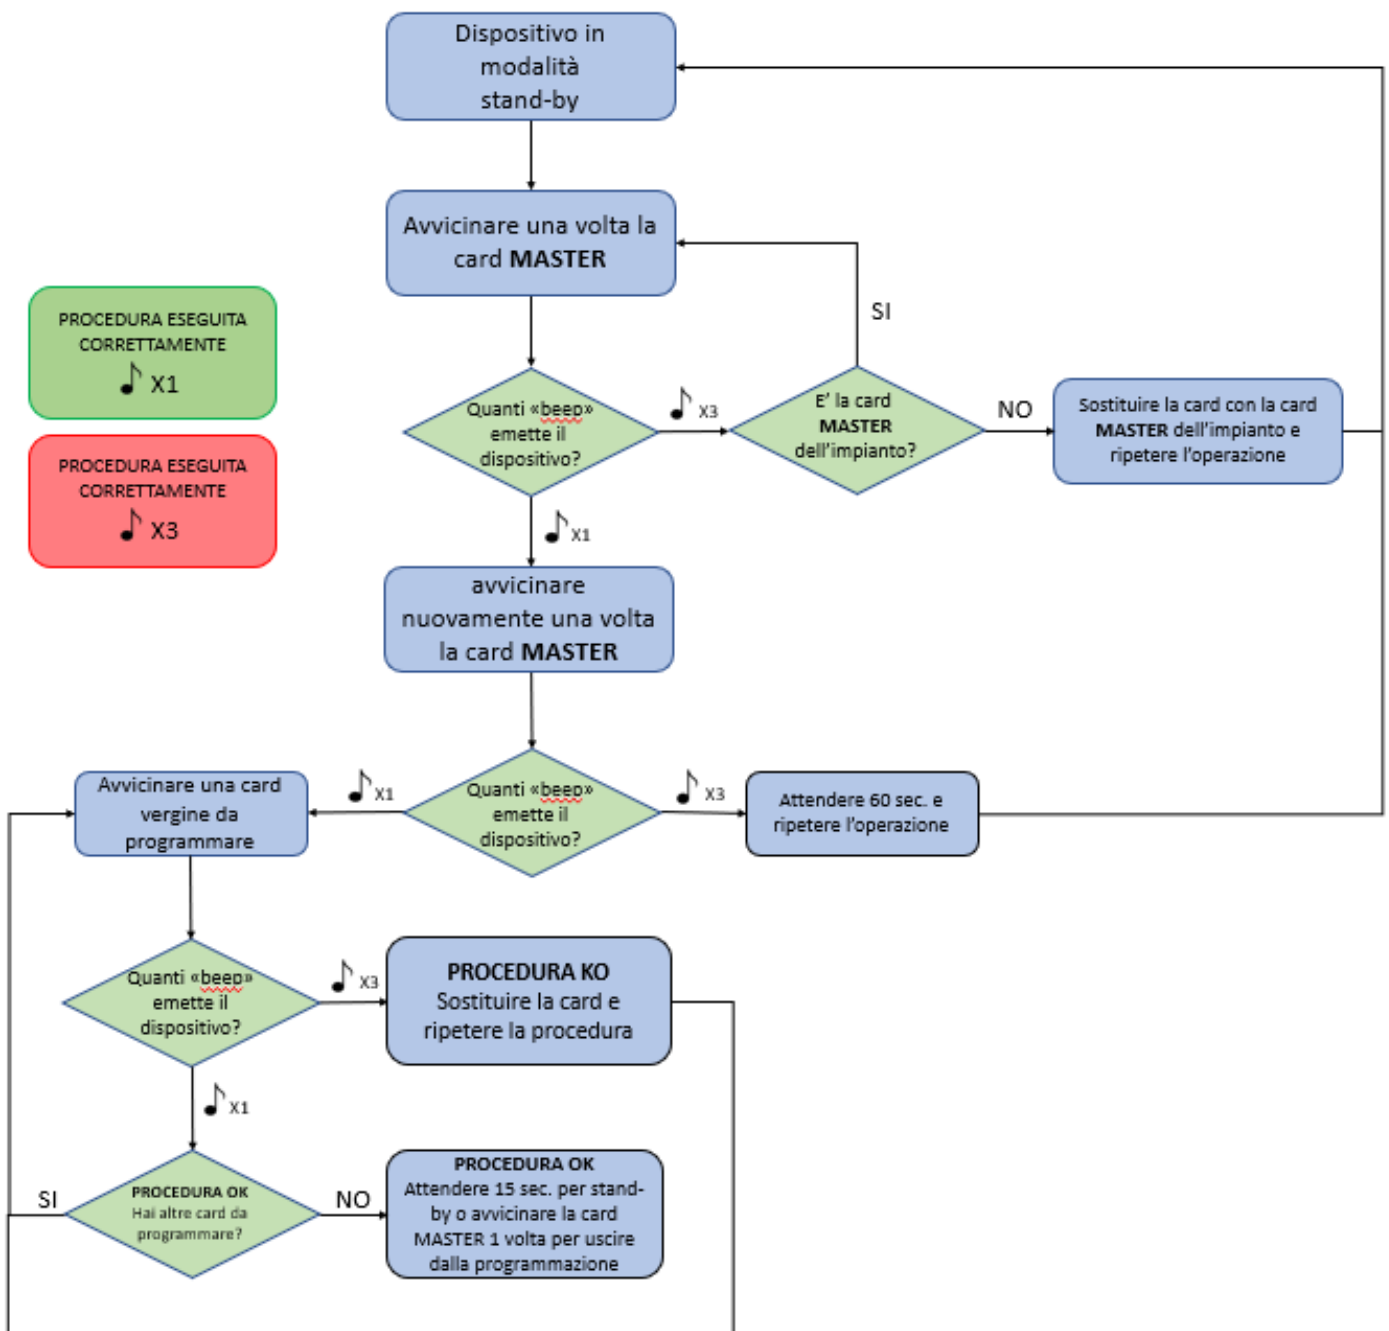 Dispositivo in
modalità
stand-by
Avvicinare una volta la
card MASTER
SI
PROCEDURA ESEGUITA
CORRETTAMENTE
X1
PROCEDURA ESEGUITA
CORRETTAMENTE
X3
Quanti «beep»
emette il
dispositivo?
X3
E' la card
MASTER
dell'impianto?
NO
Sostituire la card con la card
MASTER dell'impianto e
ripetere l'operazione
X1
avvicinare
nuovamente una volta
la card MASTER
Avvicinare una card
vergine da
programmare
X1
Quanti «beep»
emette il
dispositivo?
X3
Attendere 60 sec. e
ripetere l'operazione
Quanti «beep»
emette il
dispositivo?
X3
PROCEDURA KO
Sostituire la card e
ripetere la procedura
X1
SI
PROCEDURA OK
Hai altre card da
programmare?
NO
PROCEDURA OK
Attendere 15 sec. per stand-
by o avvicinare la card
MASTER 1 volta per uscire
dalla programmazione